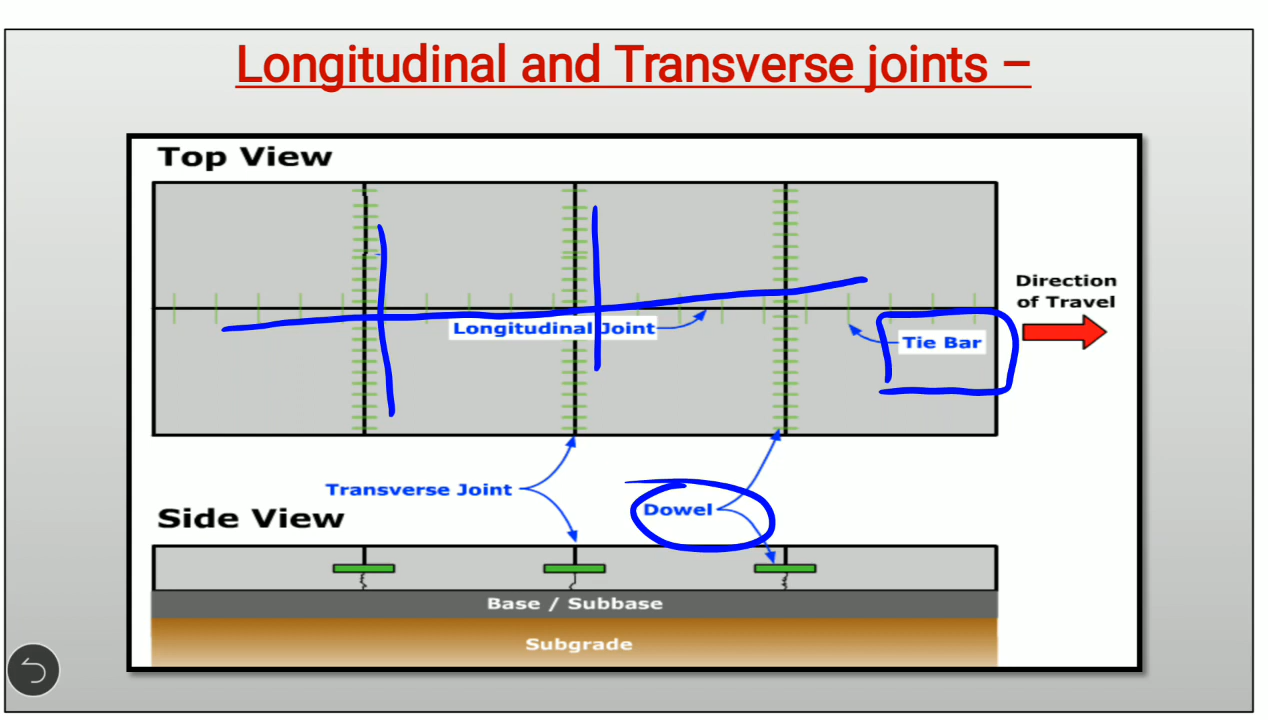 Longitudinal and Transverse joints –
Top View
Direction
of Travel
Longitudinal Joint
Tie Bar
Transverse Joint
Dowel
Side View
Base / Subbase
Subgrade